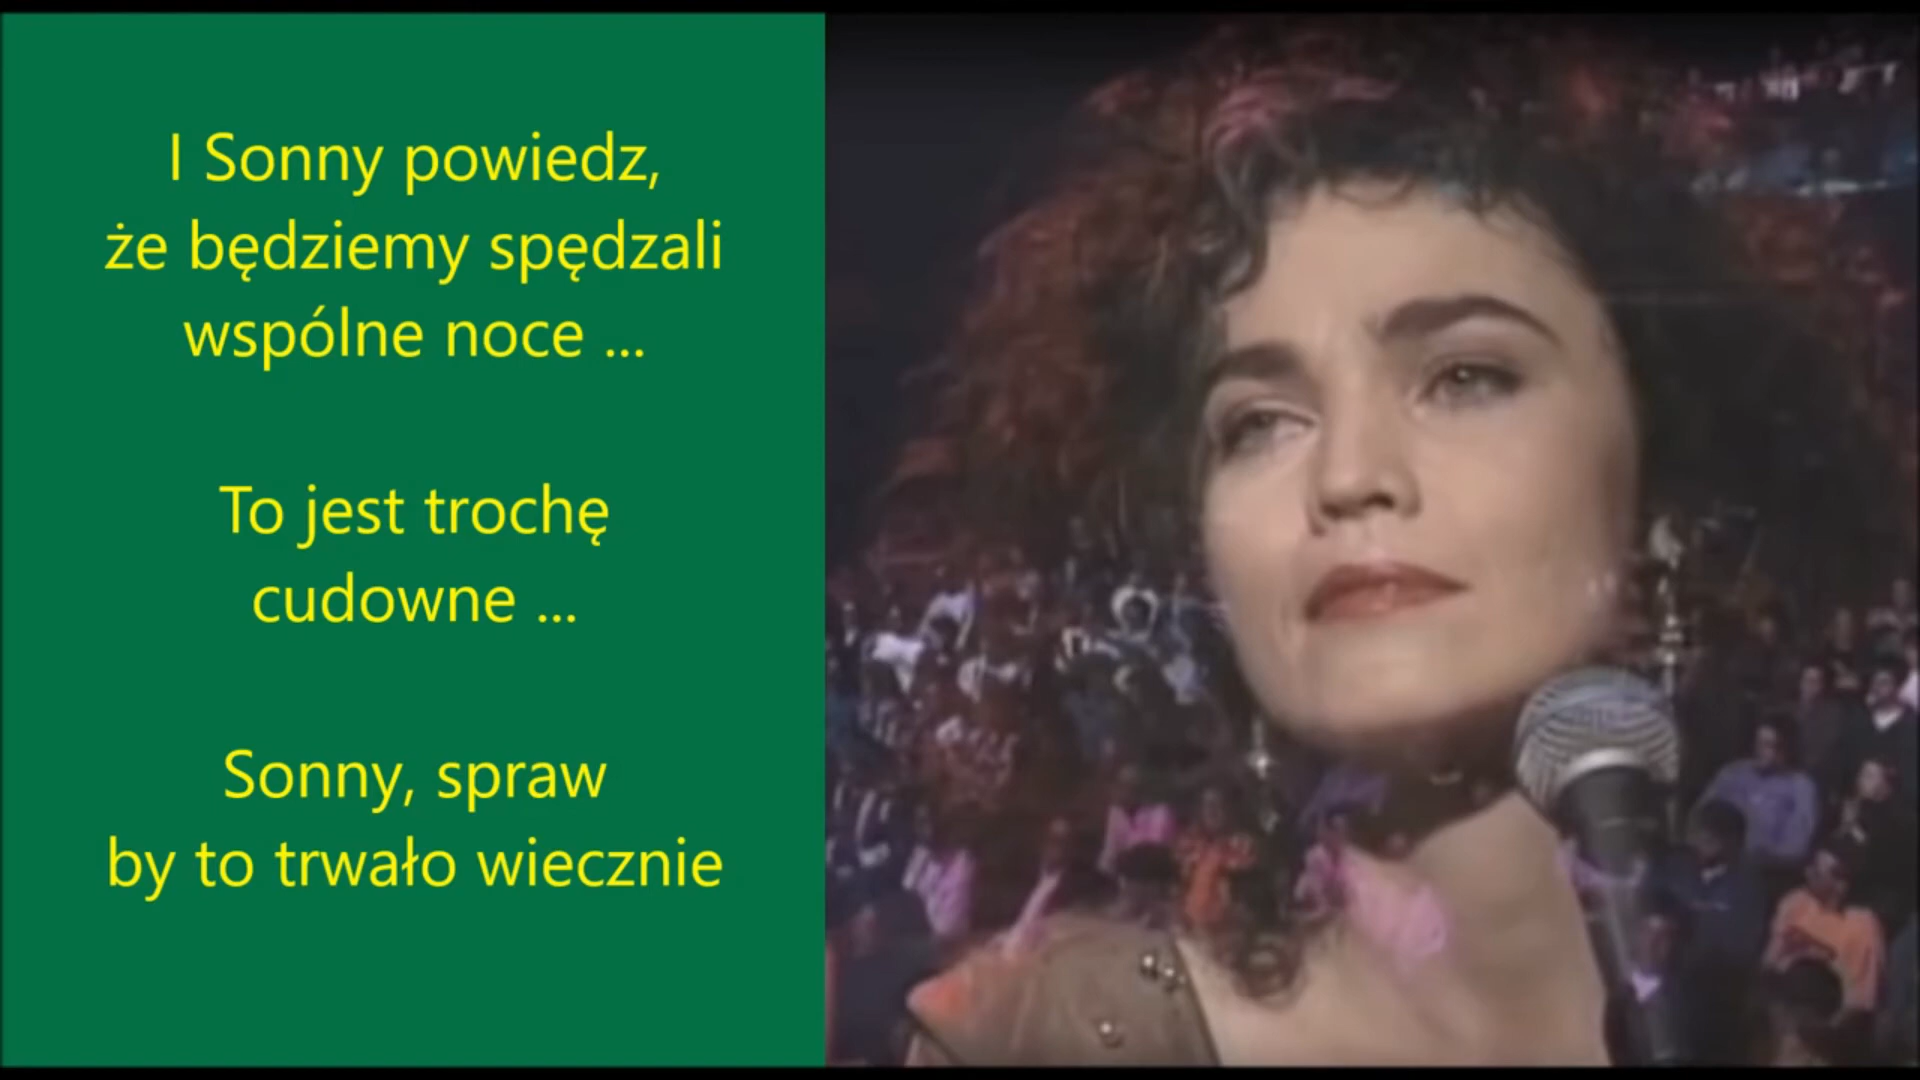 I Sonny powiedz,
że będziemy spędzali
wspólne noce ...
To jest trochę
cudowne ...
Sonny, spraw
by to trwało wiecznie